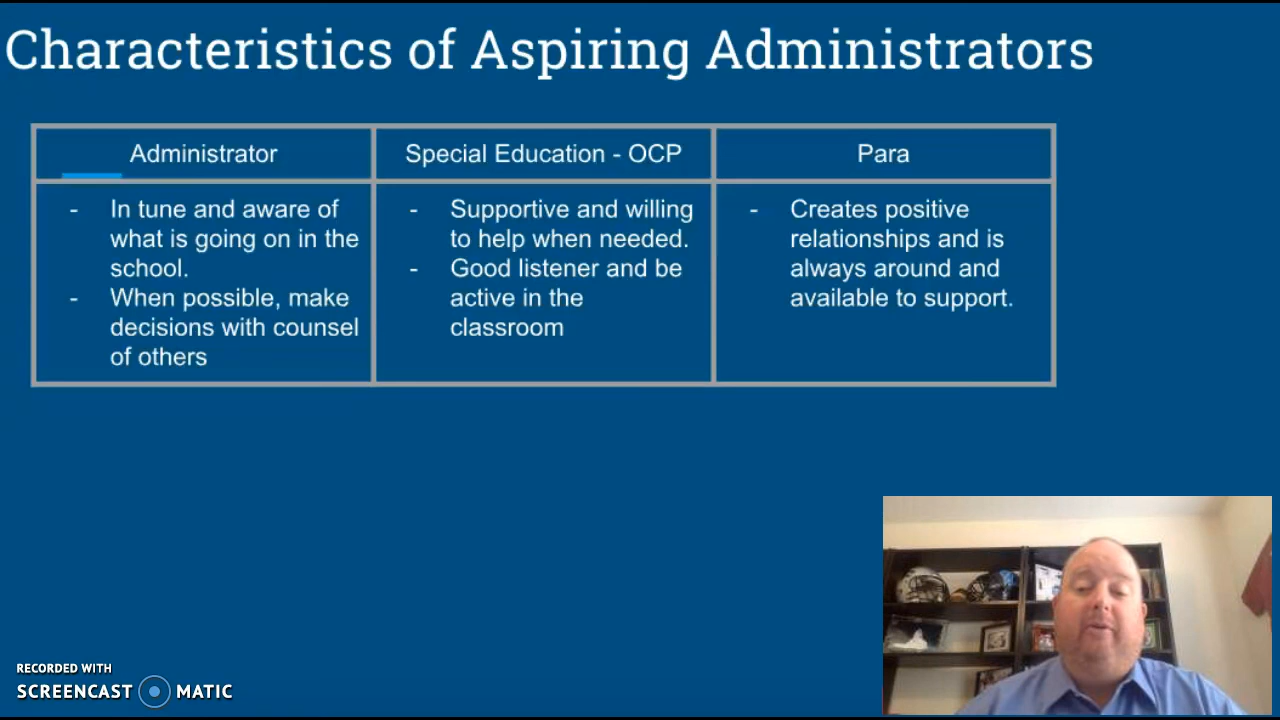 Characteristics of Aspiring Administrators
Administrator
Special Education - OCP
Para
- In tune and aware of
what is going on in the
school.
- When possible, make
decisions with counsel
of others
- Supportive and willing
to help when needed.
- Good listener and be
active in the
classroom
- Creates positive
relationships and is
always around and
available to support.
RECORDED WITH
SCREENCAST MATIC